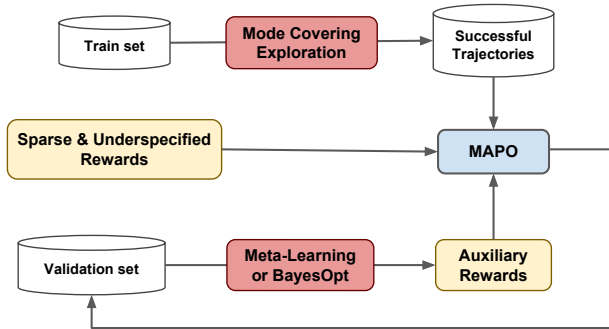 Train set
Mode Covering
Exploration
Successful
Trajectories
Sparse & Underspecified
Rewards
MAPO
Validation set
Meta-Learning
or BayesOpt
Auxiliary
Rewards